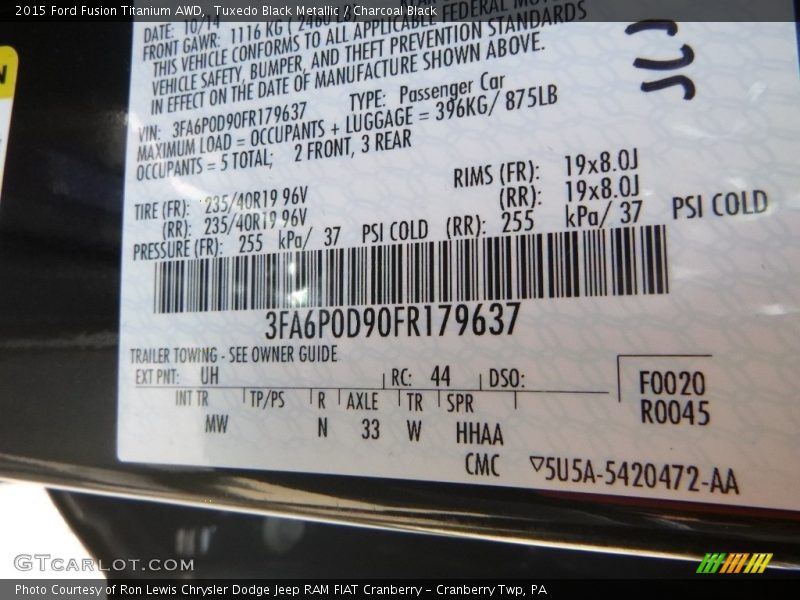 2015 Ford Fusion Titanium AWD, Tuxedo Black Metallic / Charcoal Black
DATE: 10/14
FRONT GAWR: 1116 KG ( 2460 LB)
THIS VEHICLE CONFORMS TO ALL APPLICABLE FEDERAL MOTOR
VEHICLE SAFETY, BUMPER, AND THEFT PREVENTION STANDARDS
IN EFFECT ON THE DATE OF MANUFACTURE SHOWN ABOVE.
VIN: 3FA6P0D90FR179637 TYPE: Passenger Car
MAXIMUM LOAD = OCCUPANTS + LUGGAGE = 396KG/ 875LB
OCCUPANTS = 5 TOTAL; 2 FRONT, 3 REAR
TIRE (FR): 235/40R19 96V RIMS (FR): 19x8.0J
(RR): 235/40R19 96V (RR): 19x8.0J
PRESSURE (FR): 255 kPa/ 37 PSI COLD (RR): 255 kPa/ 37 PSI COLD
3FA6P0D90FR179637
TRAILER TOWING - SEE OWNER GUIDE
EXT PNT: UH RC: 44 DSO: F0020
INT TR TP/PS R AXLE TR SPR R0045
MW N 33 W HHAA
CMC ▽5U5A-5420472-AA
GTCARLOT.COM
Photo Courtesy of Ron Lewis Chrysler Dodge Jeep RAM FIAT Cranberry – Cranberry Twp, PA